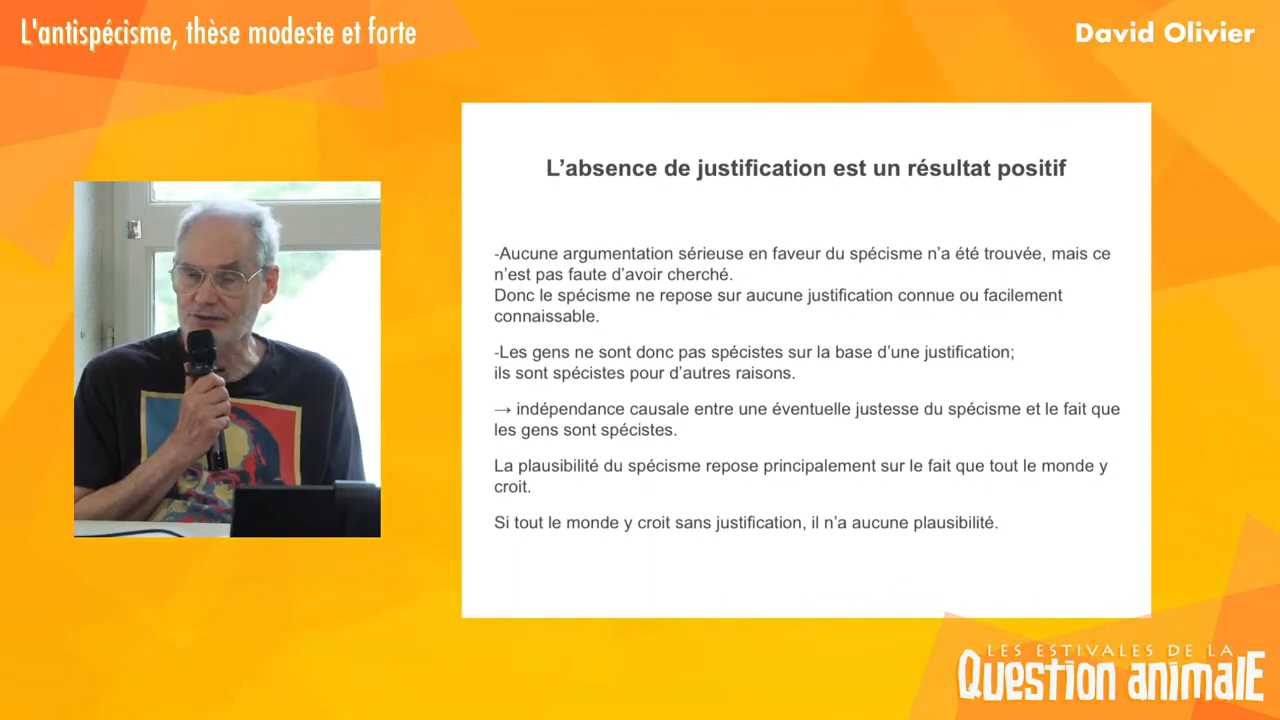 L'antispécisme, thèse modeste et forte
David Olivier
L’absence de justification est un résultat positif
-Aucune argumentation sérieuse en faveur du spécisme n’a été trouvée, mais ce
n’est pas faute d’avoir cherché.
Donc le spécisme ne repose sur aucune justification connue ou facilement
connaissable.
-Les gens ne sont donc pas spécistes sur la base d’une justification;
ils sont spécistes pour d’autres raisons.
→ indépendance causale entre une éventuelle justesse du spécisme et le fait que
les gens sont spécistes.
La plausibilité du spécisme repose principalement sur le fait que tout le monde y
croit.
Si tout le monde y croit sans justification, il n’a aucune plausibilité.
LES ESTIVALES DE LA
QUESTION ANIMALE